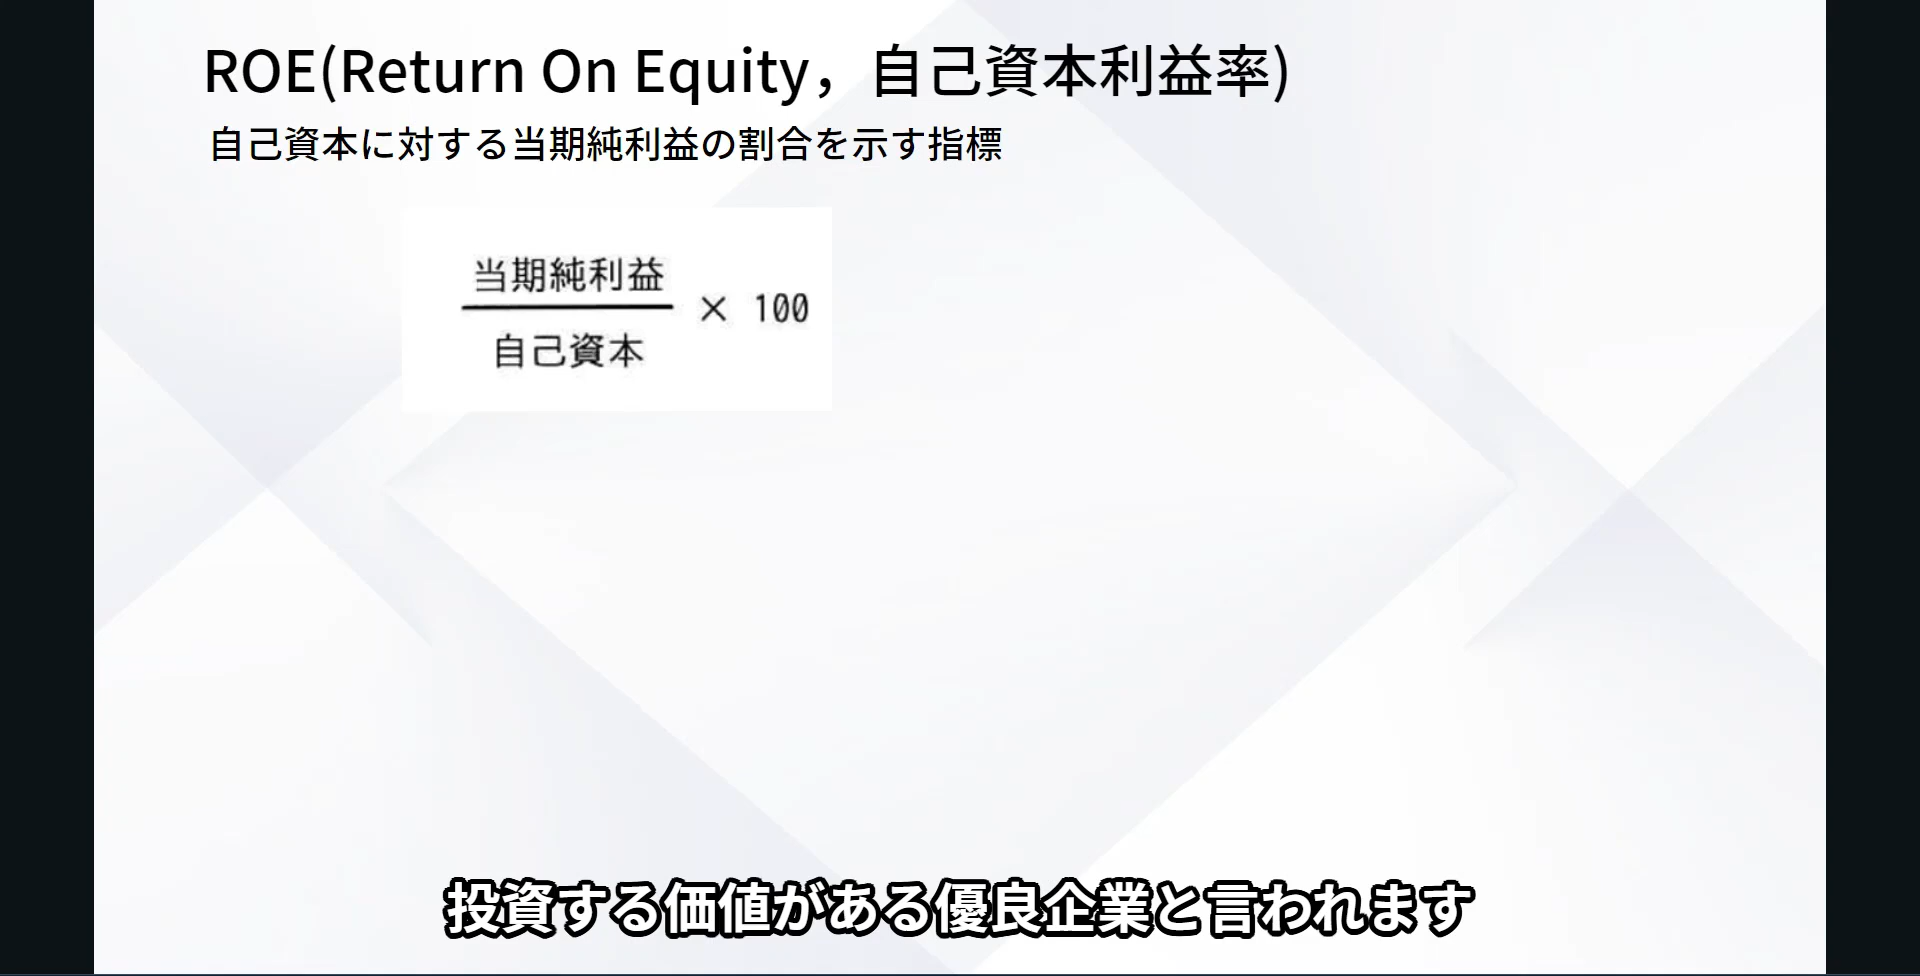 ROE(Return On Equity，自己資本利益率)
自己資本に対する当期純利益の割合を示す指標
当期純利益
× 100
自己資本
投資する価値がある優良企業と言われます